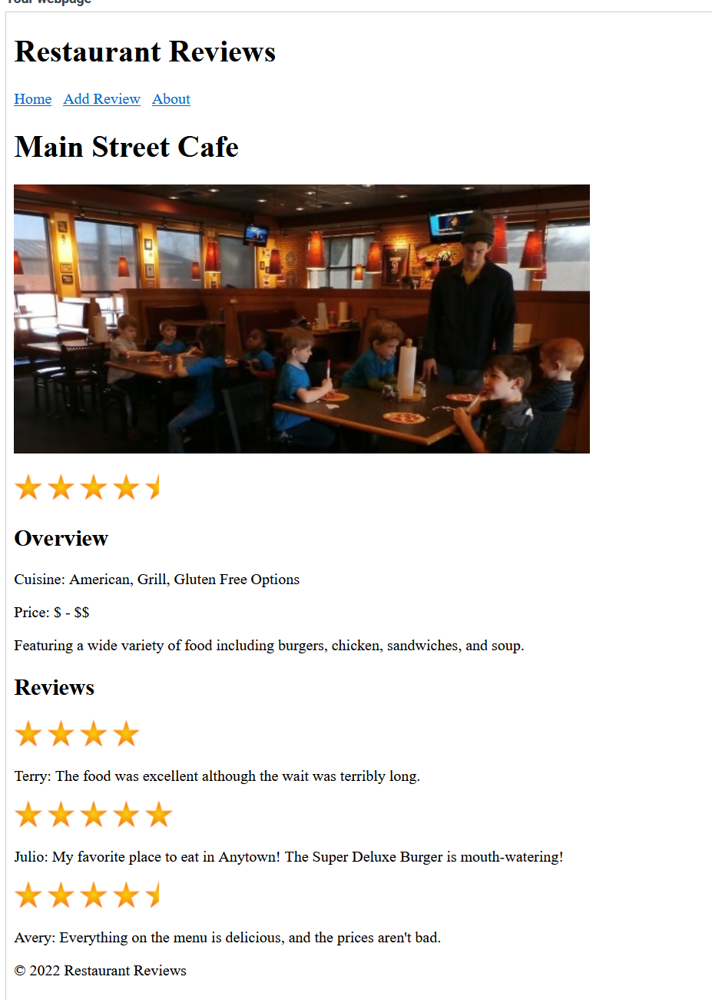 Your webpage
Restaurant Reviews
Home Add Review About
Main Street Cafe
3
Overview
Cuisine: American, Grill, Gluten Free Options
Price: $ - $$
Featuring a wide variety of food including burgers, chicken, sandwiches, and soup.
Reviews
Terry: The food was excellent although the wait was terribly long.
Julio: My favorite place to eat in Anytown! The Super Deluxe Burger is mouth-watering!
Avery: Everything on the menu is delicious, and the prices aren't bad.
© 2022 Restaurant Reviews